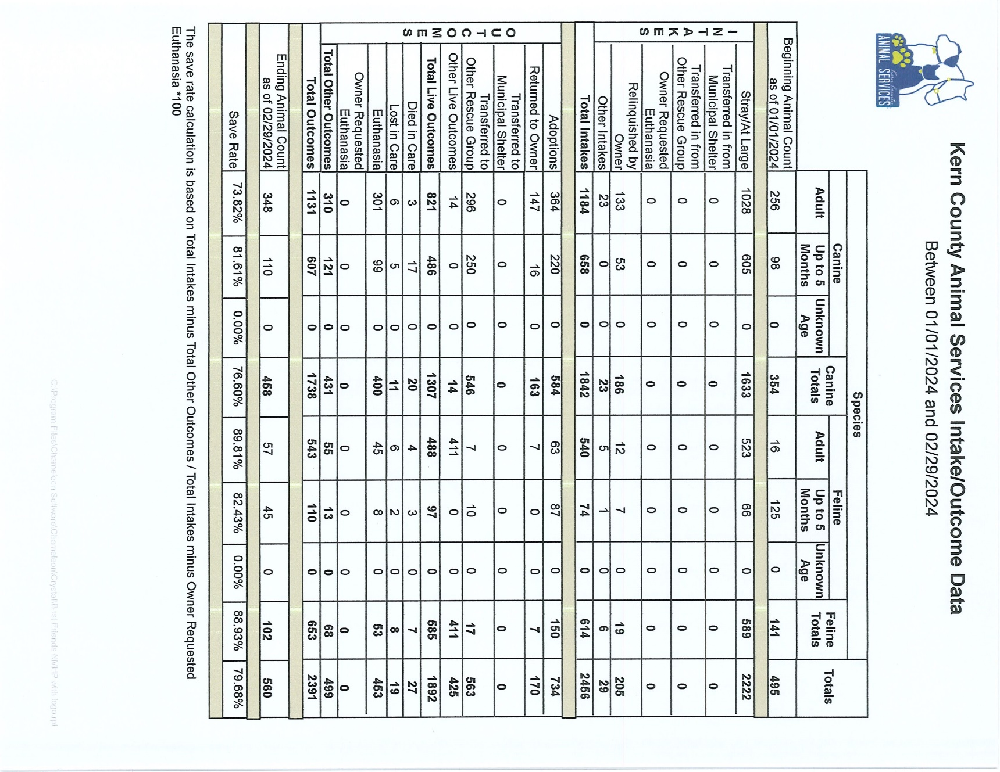 Kern County
ANIMAL SERVICES
Kern County Animal Services Intake/Outcome Data
Between 01/01/2024 and 02/29/2024
Species
Canine Canine Totals Feline Feline Totals Totals
Adult Up to 5 Months Unknown Age Adult Up to 5 Months Unknown Age
Beginning Animal Count as of 01/01/2024 256 98 0 354 16 125 0 141 495
INTAKES
Stray/At Large 1028 605 0 1633 523 66 0 589 2222
Transferred in from Municipal Shelter 0 0 0 0 0 0 0 0 0
Transferred in from Other Rescue Group 0 0 0 0 0 0 0 0 0
Owner Requested Euthanasia 0 0 0 0 0 0 0 0 0
Relinquished by Owner 133 53 0 186 12 7 0 19 205
Other Intakes 23 0 0 23 5 1 0 6 29
Total Intakes 1184 658 0 1842 540 74 0 614 2456
OUTCOMES
Adoptions 364 220 0 584 63 87 0 150 734
Returned to Owner 147 16 0 163 7 0 0 7 170
Transferred to Municipal Shelter 0 0 0 0 0 0 0 0 0
Transferred to Other Rescue Group 296 250 0 546 7 10 0 17 563
Other Live Outcomes 14 0 0 14 411 0 0 411 425
Total Live Outcomes 821 486 0 1307 488 97 0 585 1892
Died in Care 3 17 0 20 4 3 0 7 27
Lost in Care 6 5 0 11 6 2 0 8 19
Euthanasia 301 99 0 400 45 8 0 53 453
Owner Requested Euthanasia 0 0 0 0 0 0 0 0 0
Total Other Outcomes 310 121 0 431 55 13 0 68 499
Total Outcomes 1131 607 0 1738 543 110 0 653 2391
Ending Animal Count as of 02/29/2024 348 110 0 458 57 45 0 102 560
Save Rate 73.82% 81.61% 0.00% 76.60% 89.81% 82.43% 0.00% 88.93% 79.68%
The save rate calculation is based on Total Intakes minus Total Other Outcomes / Total Intakes minus Owner Requested
Euthanasia *100
C:\Program Files\Chameleon Software\Chameleon\Crystal\B st Friends NMHP with logo.rpt